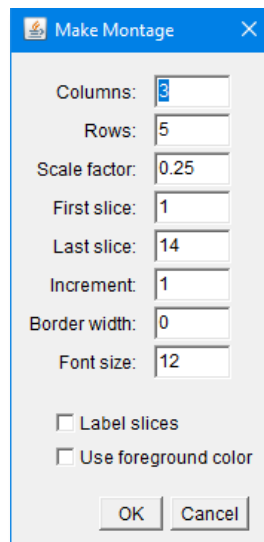 Make Montage
Columns: 3
Rows: 5
Scale factor: 0.25
First slice: 1
Last slice: 14
Increment: 1
Border width: 0
Font size: 12
Label slices
Use foreground color
OK Cancel